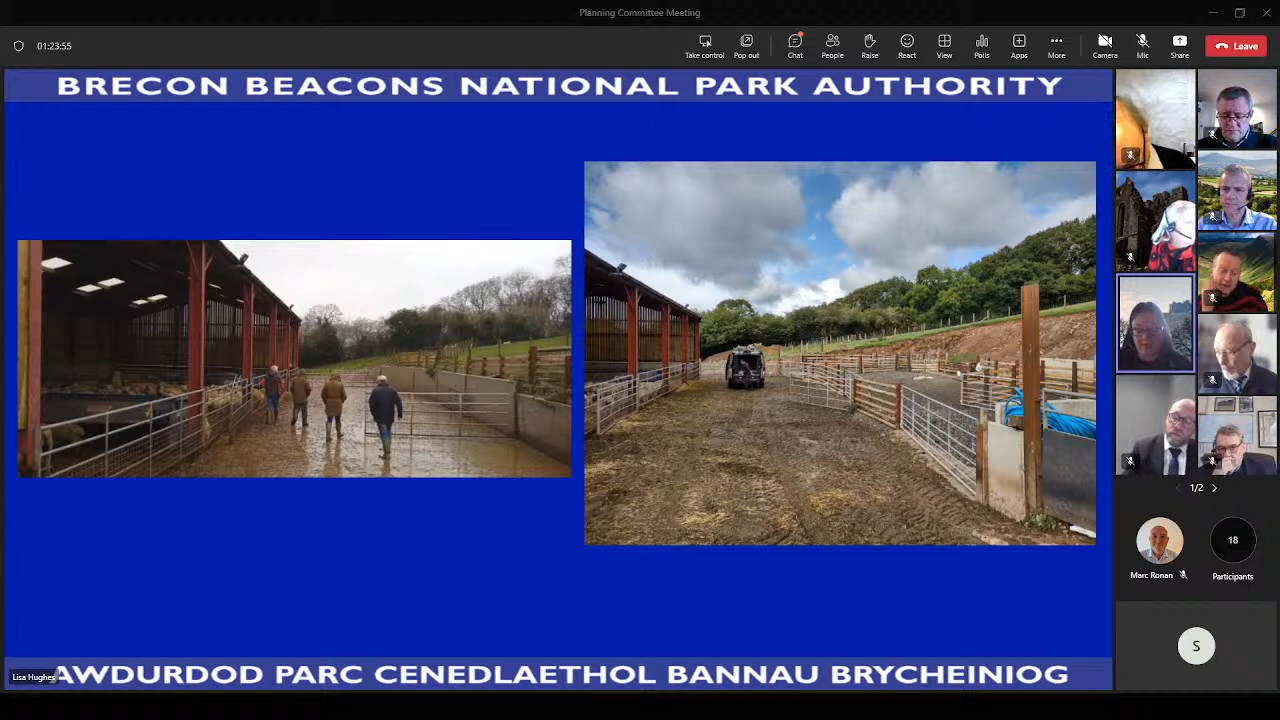 Planning Committee Meeting
01:23:55
Take control
Pop out
Chat
People
Raise
React
View
Polls
Apps
More
Camera
Mic
Share
Leave
BRECON BEACONS NATIONAL PARK AUTHORITY
1/2
18
Marc Ronan
Participants
S
Lisa Hughes
AWDURDOD PARC CENEDLAETHOL BANNAU BRYCHEINIOG